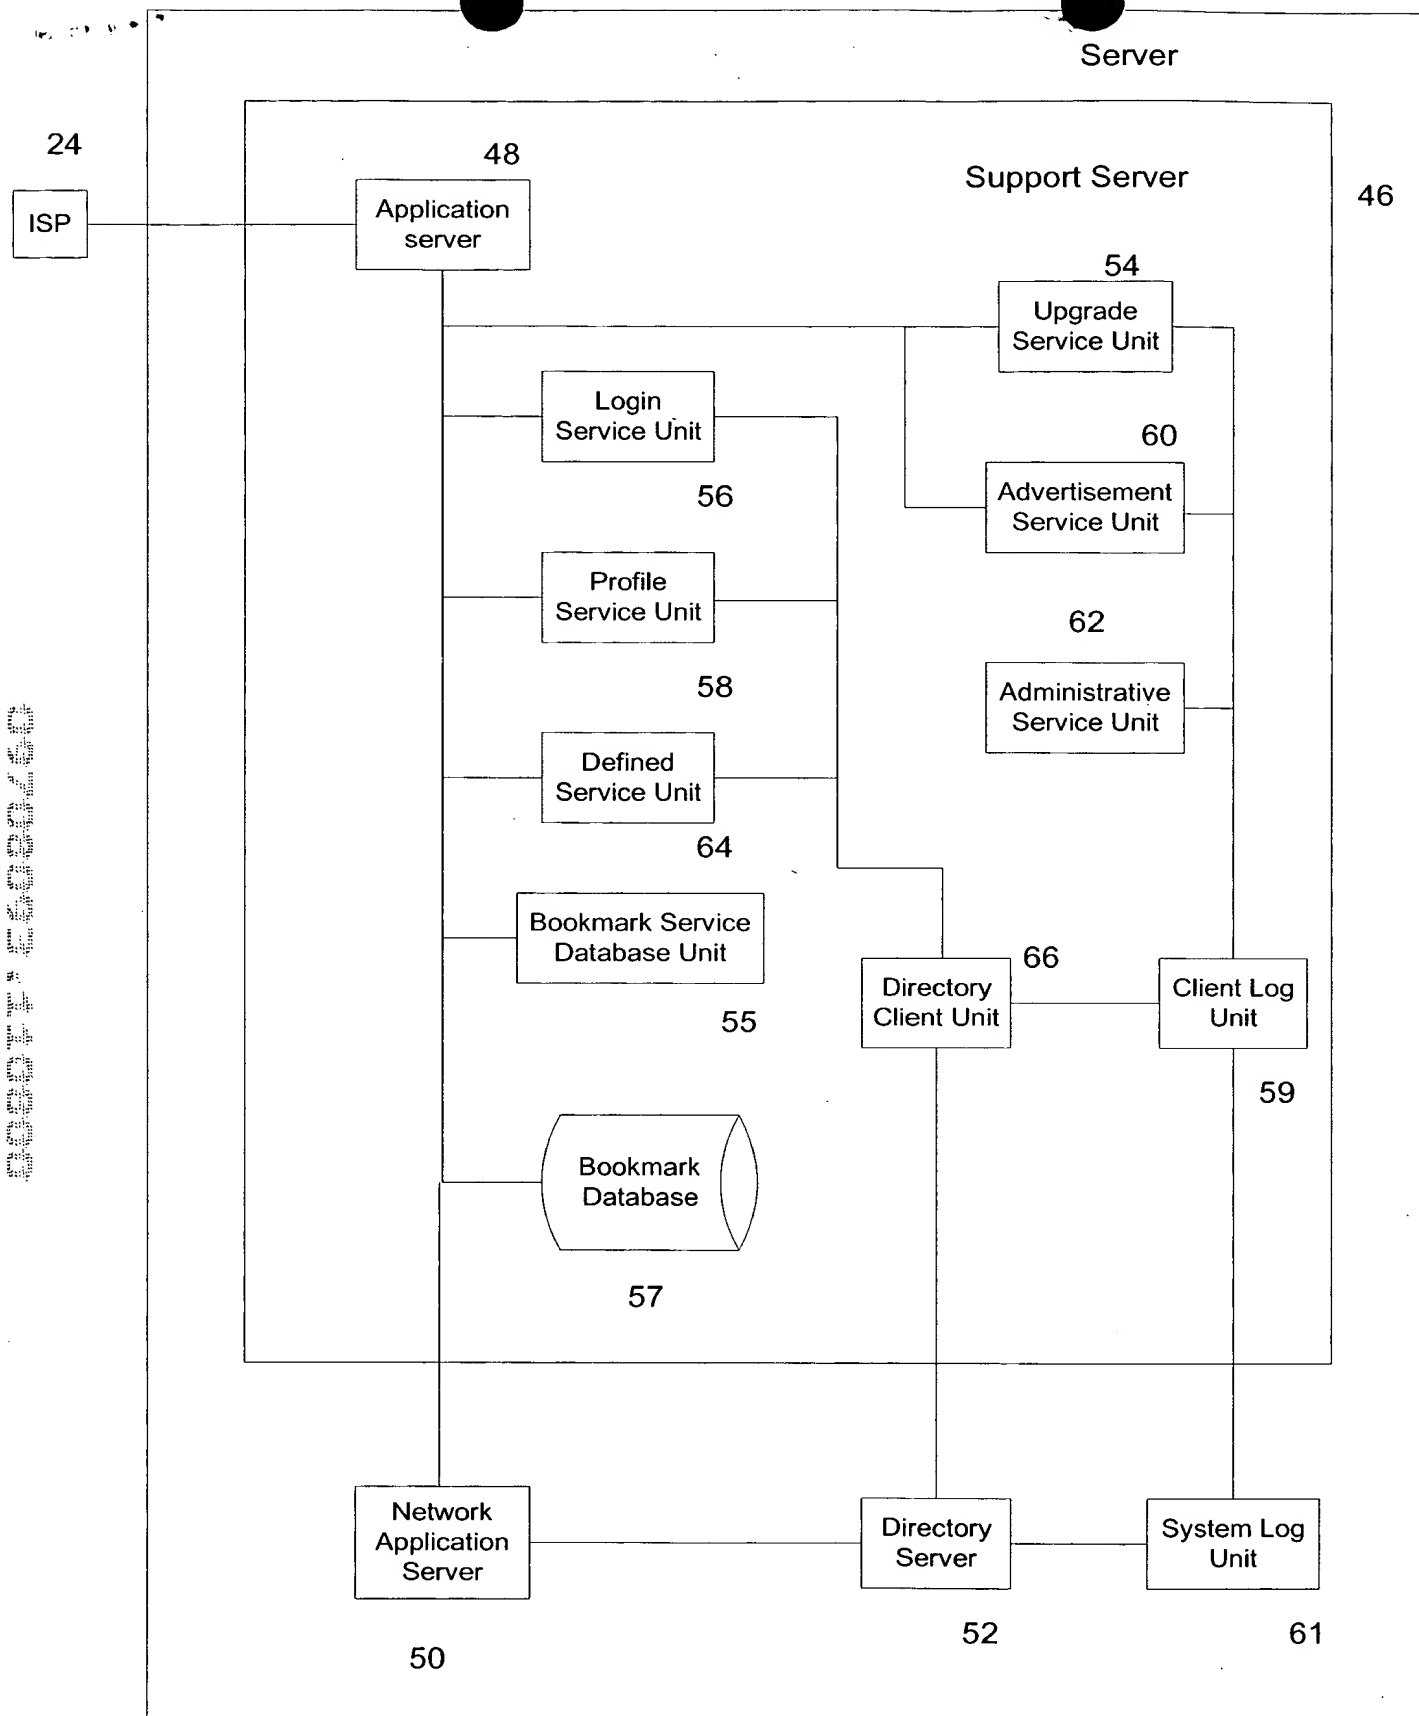 Server
24
48
Support Server
46
ISP
Application
server
54
Upgrade
Service Unit
Login
Service Unit
60
56
Advertisement
Service Unit
Profile
Service Unit
62
58
Administrative
Service Unit
Defined
Service Unit
64
Bookmark Service
Database Unit
66
55
Directory
Client Unit
Client Log
Unit
59
Bookmark
Database
57
Network
Application
Server
Directory
Server
System Log
Unit
52
61
50